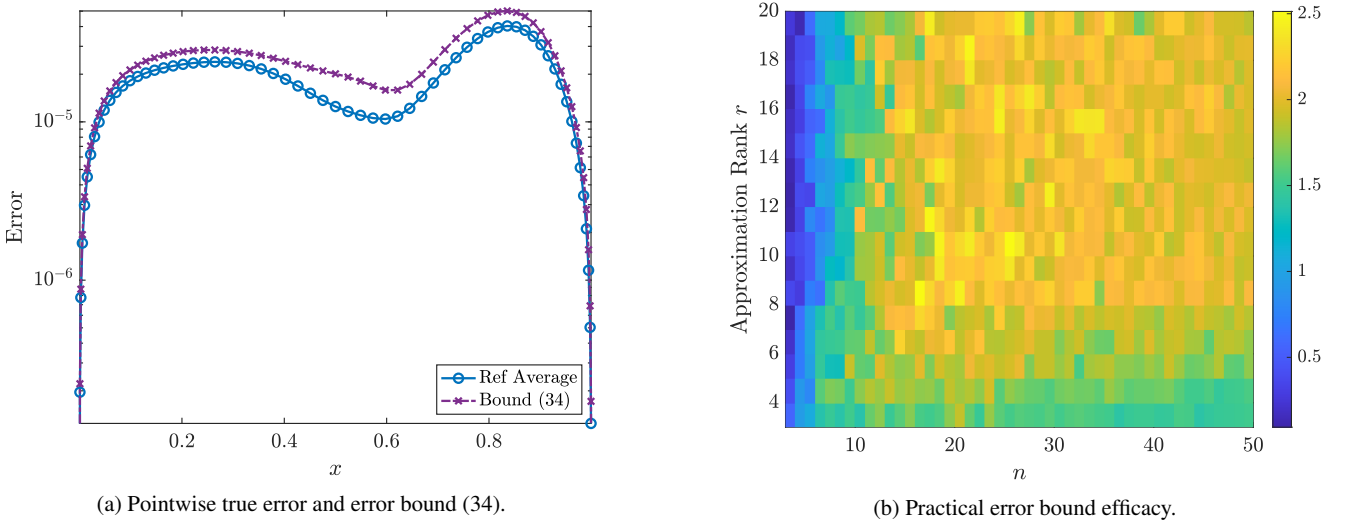 Error
10⁻⁵
10⁻⁶
0.2 0.4 0.6 0.8
x
Ref Average
Bound (34)
(a) Pointwise true error and error bound (34).
Approximation Rank r
20
18
16
14
12
10
8
6
4
10 20 30 40 50
n
2.5
2
1.5
1
0.5
(b) Practical error bound efficacy.